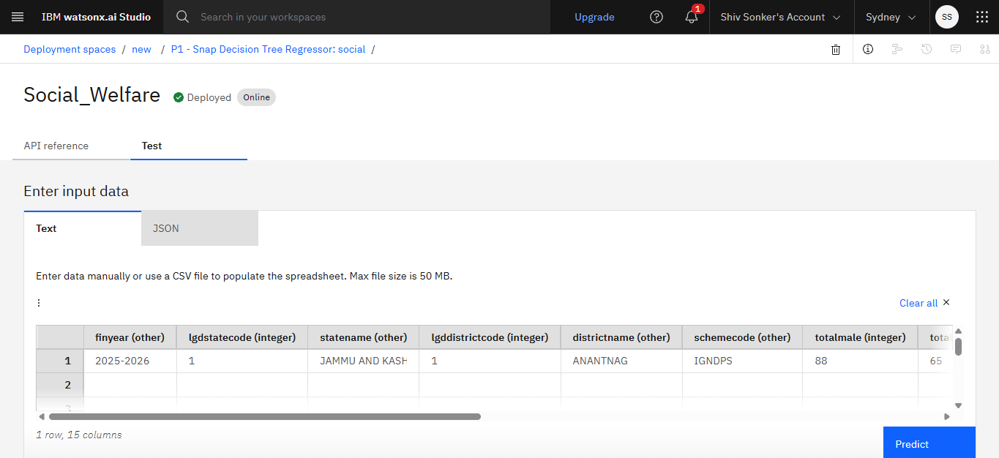 IBM watsonx.ai Studio
Search in your workspaces
Upgrade
1
Shiv Sonker's Account
Sydney
SS
Deployment spaces / new / P1 - Snap Decision Tree Regressor: social /
Social_Welfare
Deployed
Online
API reference
Test
Enter input data
Text
JSON
Enter data manually or use a CSV file to populate the spreadsheet. Max file size is 50 MB.
Clear all
finyear (other) lgdstatecode (integer) statename (other) lgddistrictcode (integer) districtname (other) schemecode (other) totalmale (integer) tota
1 2025-2026 1 JAMMU AND KASH 1 ANANTNAG IGNDPS 88 65
2
3
1 row, 15 columns
Predict